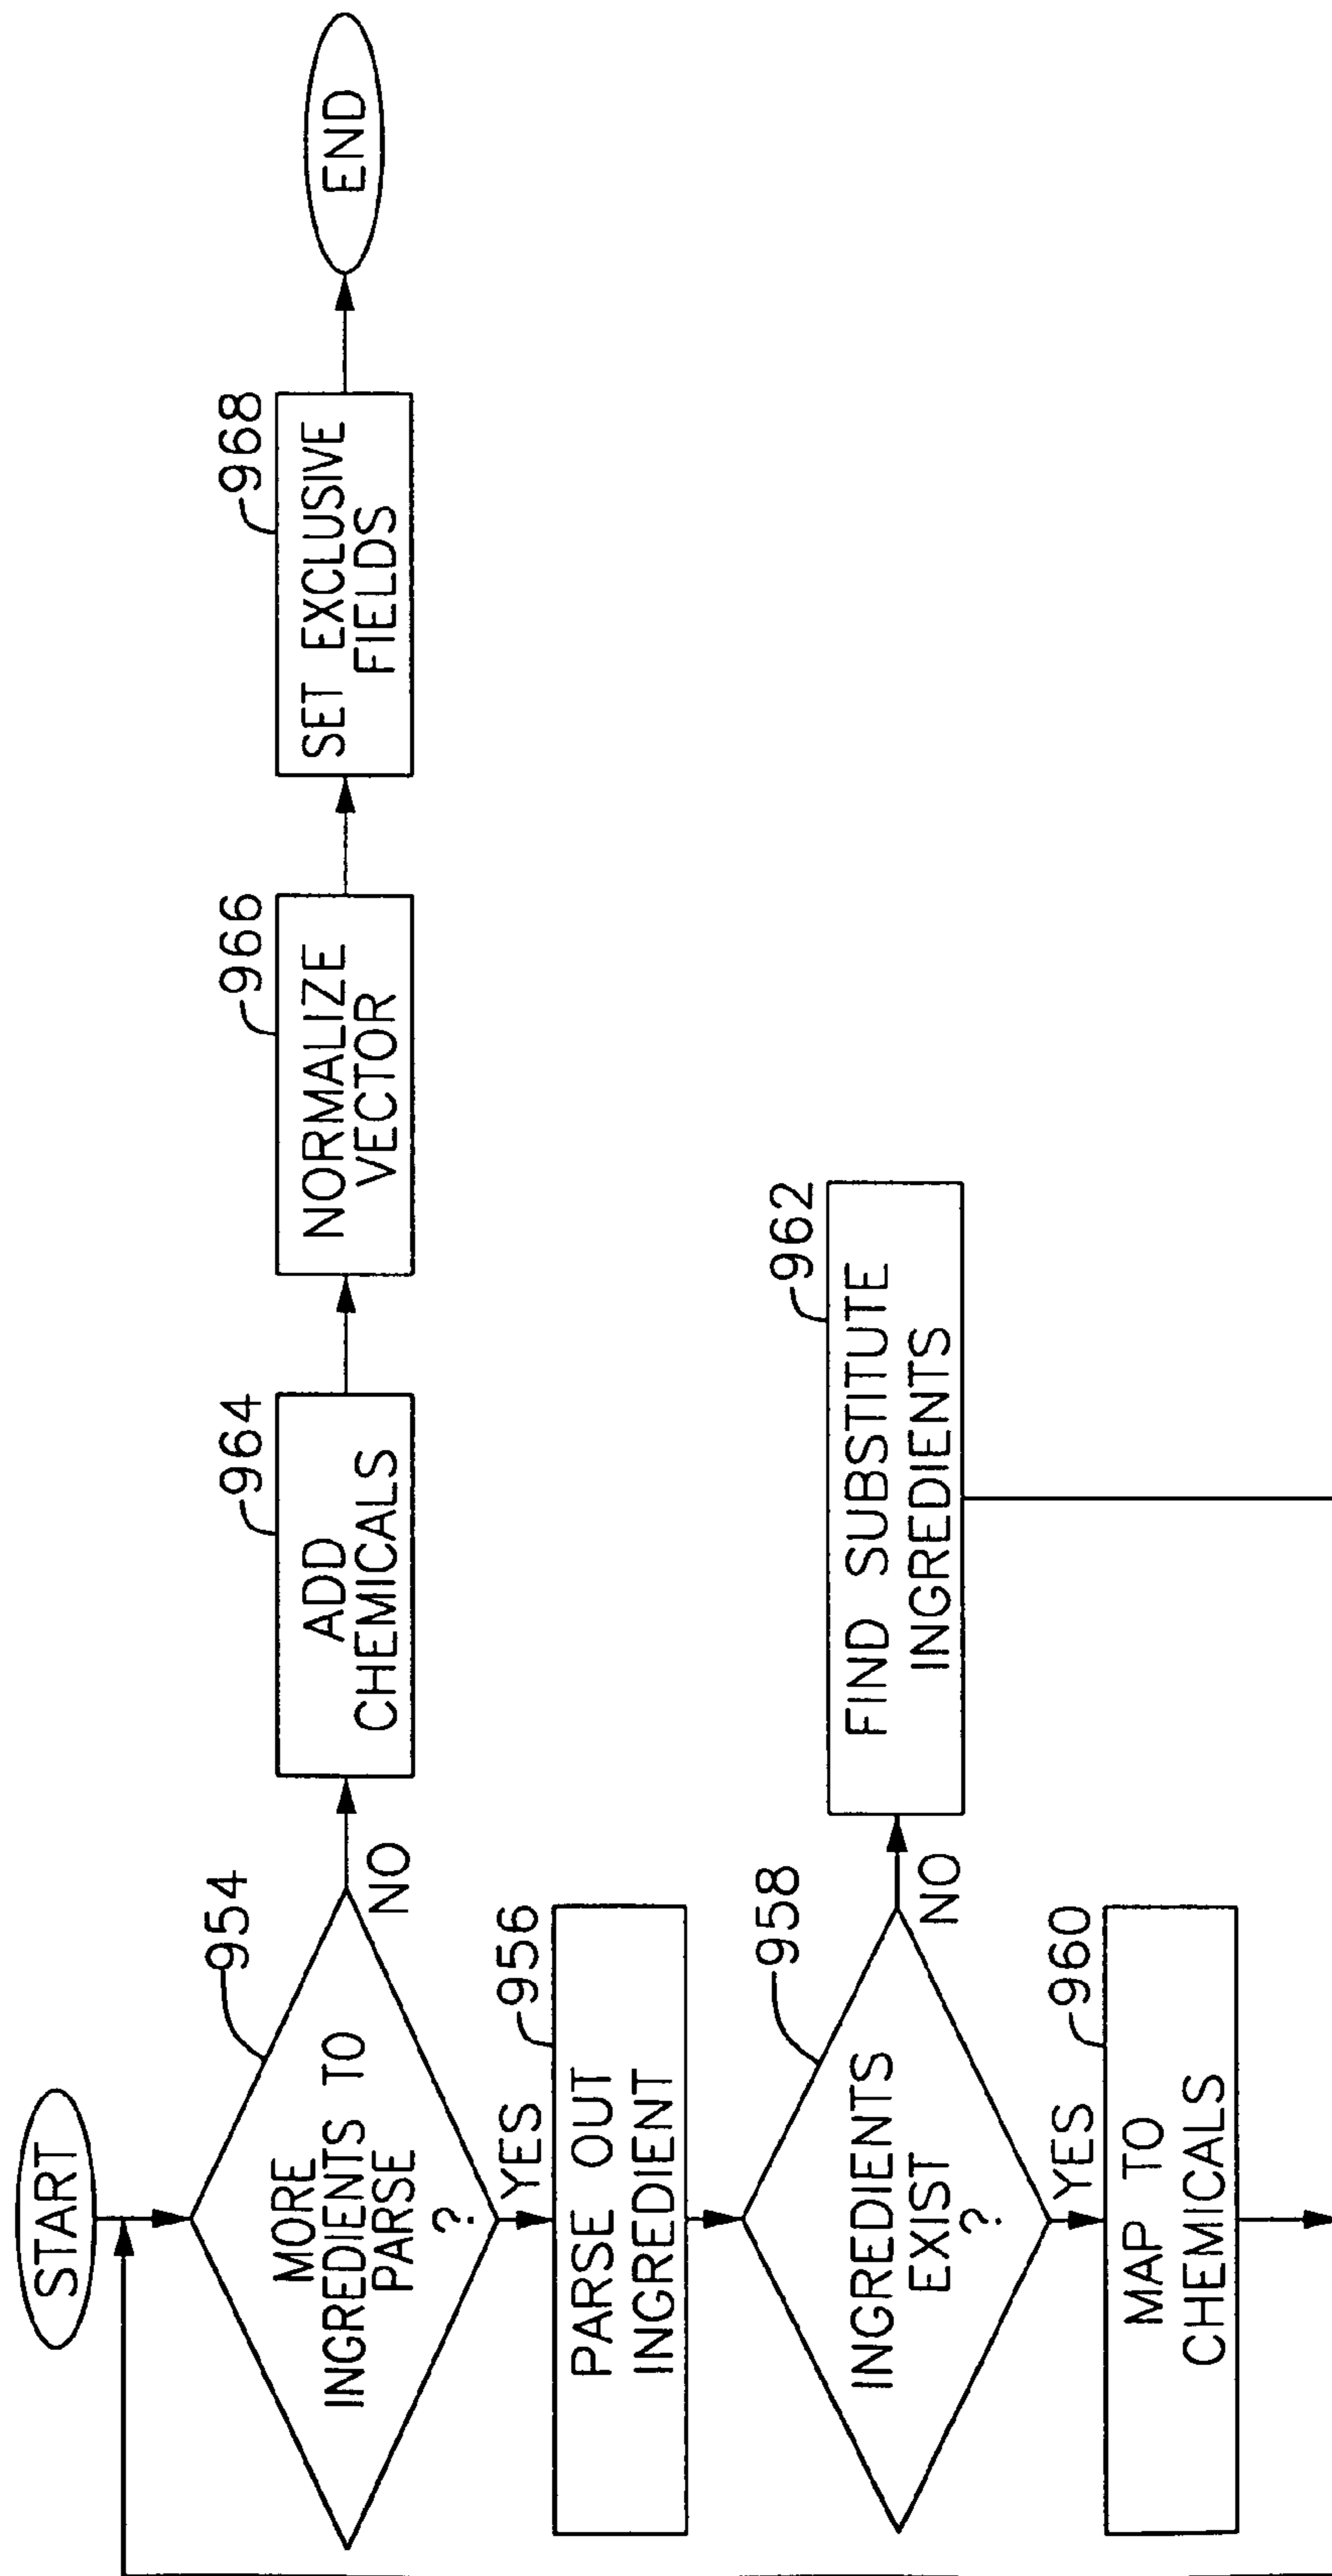 START
954
MORE
INGREDIENTS TO
PARSE
?
NO
YES
964
ADD
CHEMICALS
966
NORMALIZE
VECTOR
968
SET EXCLUSIVE
FIELDS
END
956
PARSE OUT
INGREDIENT
958
INGREDIENTS
EXIST
?
NO
YES
962
FIND SUBSTITUTE
INGREDIENTS
960
MAP TO
CHEMICALS